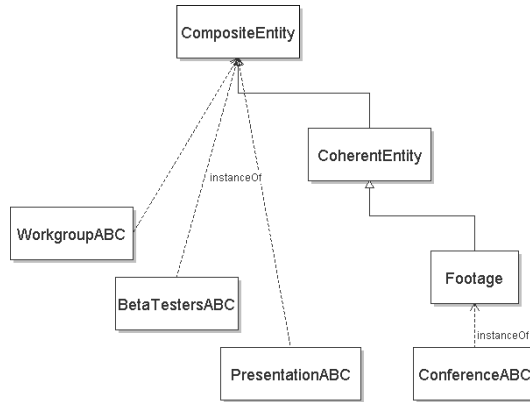 CompositeEntity
CoherentEntity
instanceOf
WorkgroupABC
Footage
BetaTestersABC
instanceOf
PresentationABC
ConferenceABC